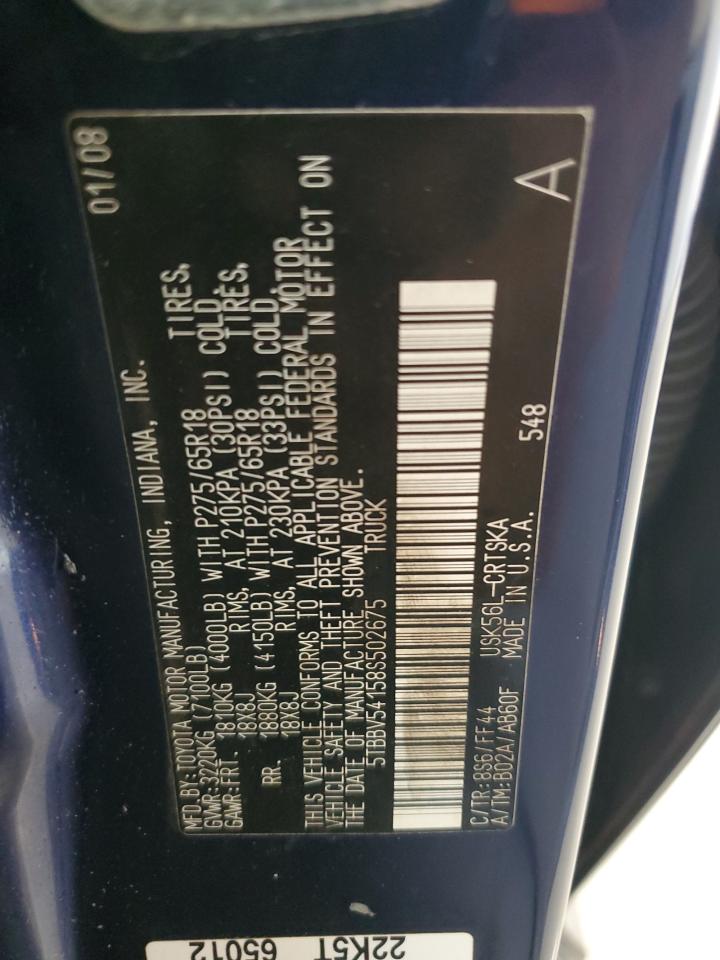 MFD.BY:TOYOTA MOTOR MANUFACTURING, INDIANA, INC. 01/08
GVWR:3220KG (7100LB)
GAWR:FRT. 1810KG (4000LB) WITH P275/65R18 TIRES,
18X8J RIMS, AT 210KPA (30PSI) COLD
RR. 1880KG (4150LB) WITH P275/65R18 TIRES,
18X8J RIMS, AT 230KPA (33PSI) COLD.
THIS VEHICLE CONFORMS TO ALL APPLICABLE FEDERAL MOTOR
VEHICLE SAFETY AND THEFT PREVENTION STANDARDS IN EFFECT ON
THE DATE OF MANUFACTURE SHOWN ABOVE.
5TBBV54158S502675 TRUCK
C/TR:8S6/FF44 USK56L-CRTSKA
A/TM:B02A/AB60F MADE IN U.S.A. 548 A
22K5T
65012